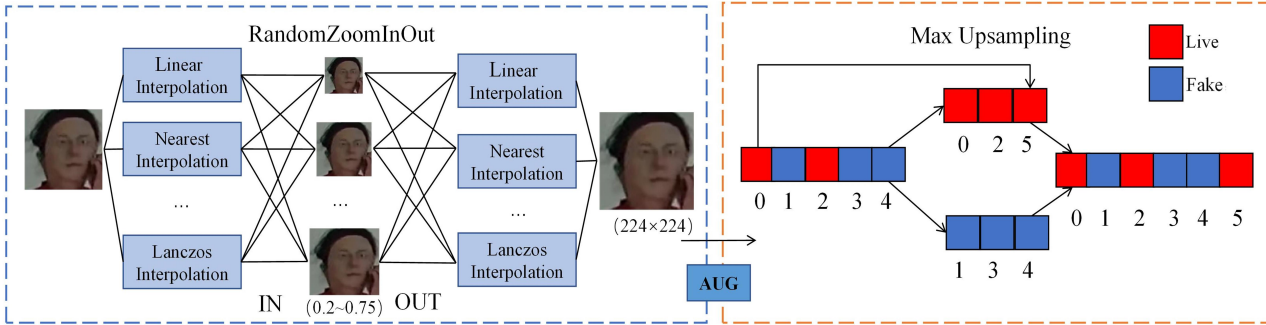 RandomZoomInOut
Linear
Interpolation
Nearest
Interpolation
...
Lanczos
Interpolation
IN
...
(0.2~0.75)
OUT
Linear
Interpolation
Nearest
Interpolation
...
Lanczos
Interpolation
(224×224)
AUG
Max Upsampling
Live
Fake
0 2 5
0 1 2 3 4
0 1 2 3 4 5
1 3 4